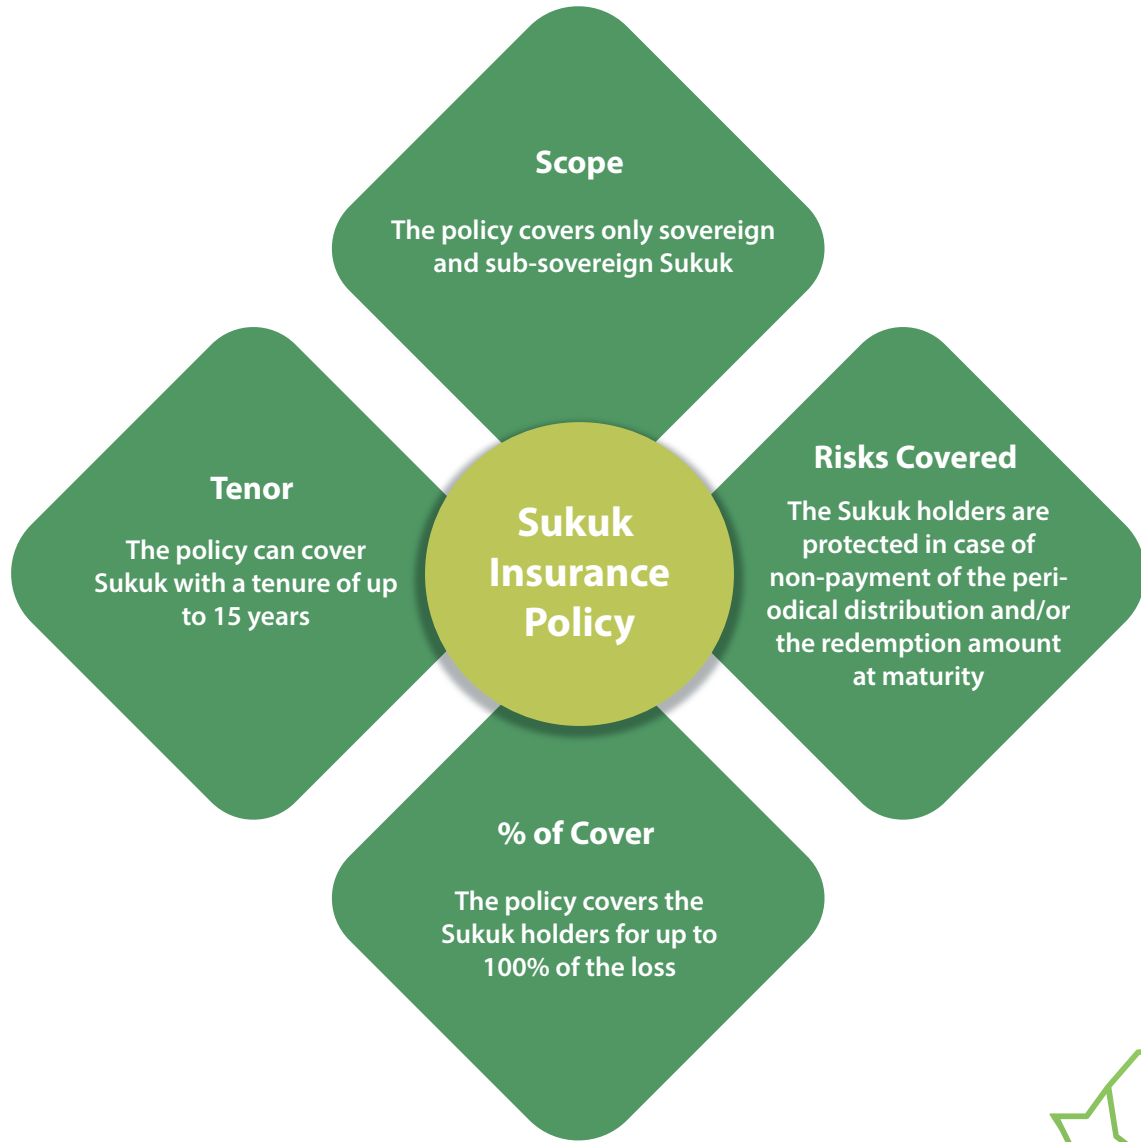 Scope
The policy covers only sovereign
and sub-sovereign Sukuk
Tenor
The policy can cover
Sukuk with a tenure of up
to 15 years
Sukuk
Insurance
Policy
Risks Covered
The Sukuk holders are
protected in case of
non-payment of the peri-
odical distribution and/or
the redemption amount
at maturity
% of Cover
The policy covers the
Sukuk holders for up to
100% of the loss